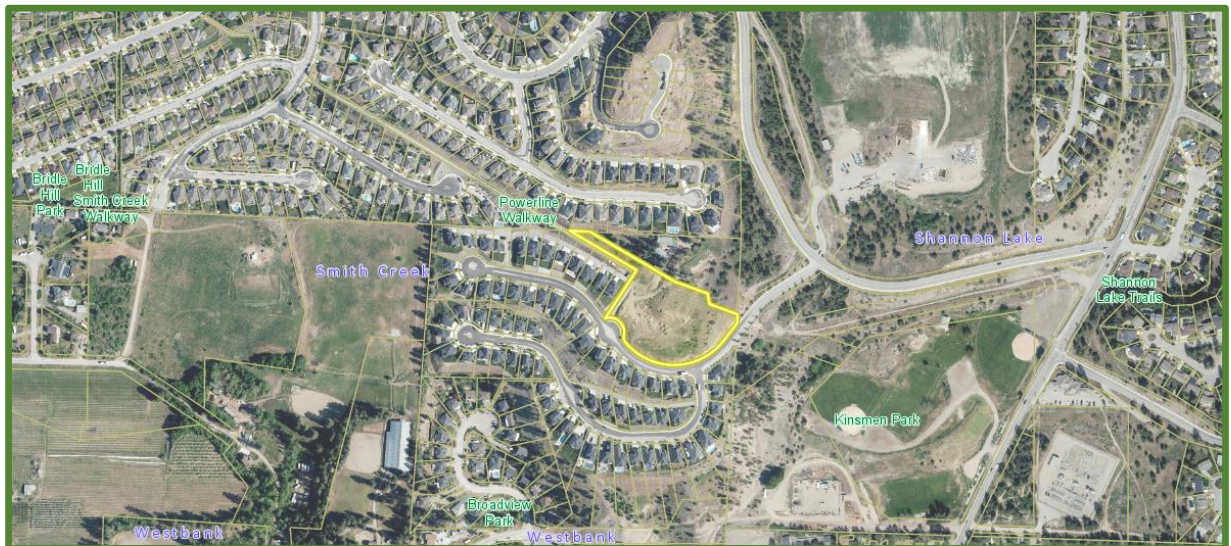 Bridle
Hill
Park
Bridle
Hill
Smith Creek
Walkway
Powerline
Walkway
Smith Creek
Shannon Lake
Shannon
Lake Trails
Kinsmen Park
Broadview
Park
Westbank
Westbank